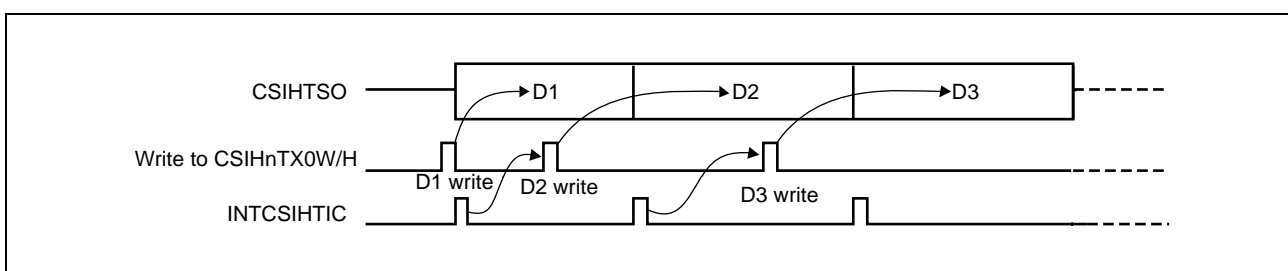 CSIHTSO
D1
D2
D3
Write to CSIHnTX0W/H
D1 write
D2 write
D3 write
INTCSIHTIC